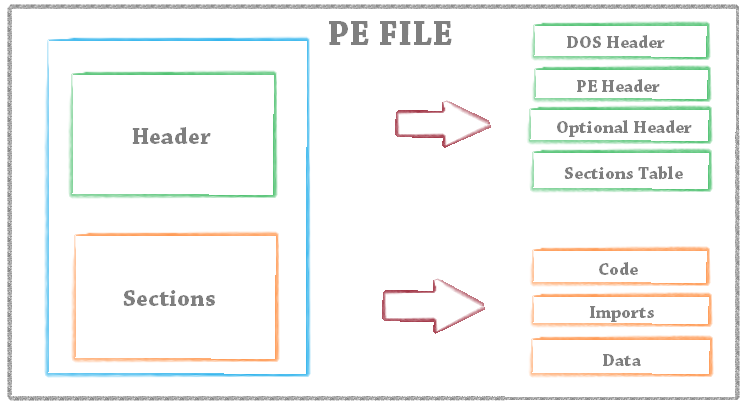 PE FILE
Header
DOS Header
PE Header
Optional Header
Sections Table
Sections
Code
Imports
Data